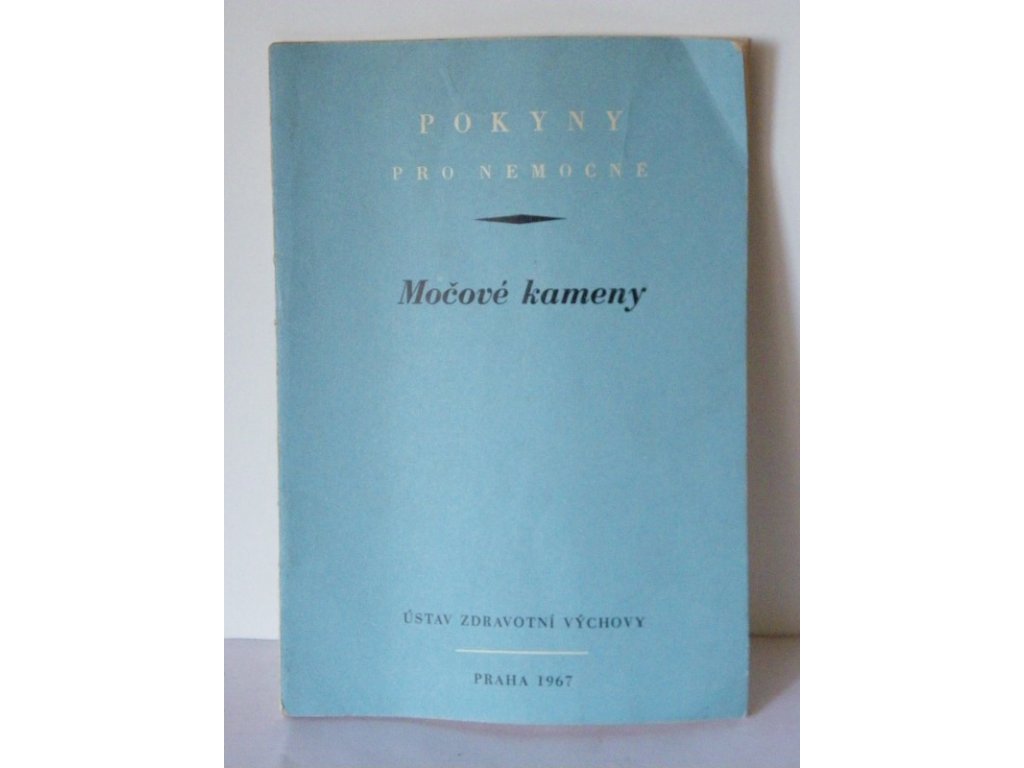 POKYNY
PRO NEMOCNÉ
Močové kameny
ÚSTAV ZDRAVOTNÍ VÝCHOVY
PRAHA 1967